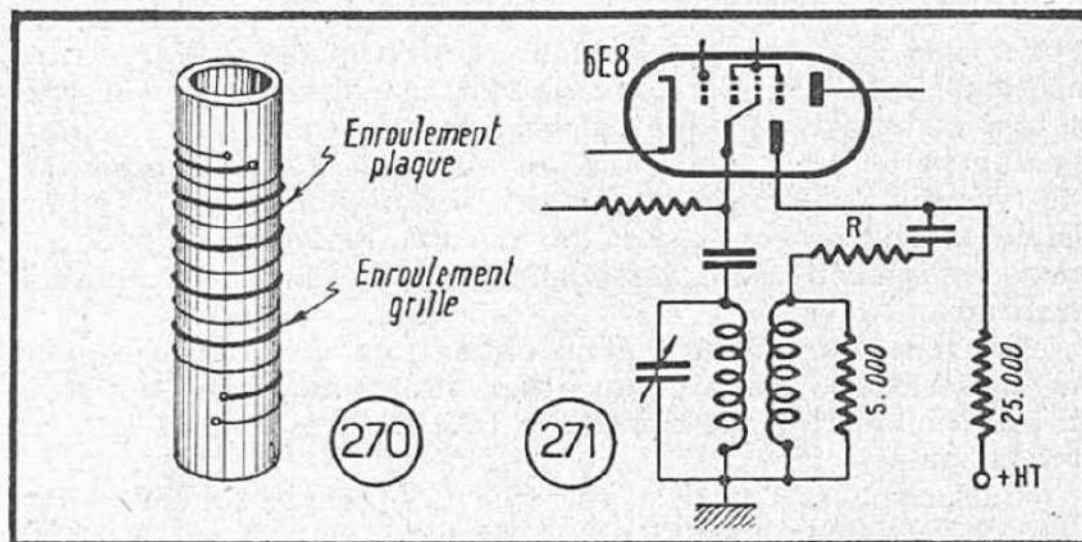 6E8
Enroulement
plaque
Enroulement
grille
R
5.000
25.000
+HT
270
271